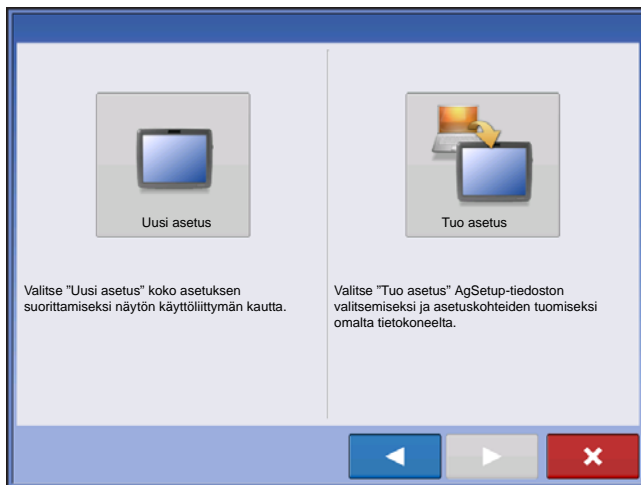 Uusi asetus
Tuo asetus
Valitse ”Uusi asetus” koko asetuksen
suorittamiseksi näytön käyttöliittymän kautta.
Valitse ”Tuo asetus” AgSetup-tiedoston
valitsemiseksi ja asetuskohteiden tuomiseksi
omalta tietokoneelta.